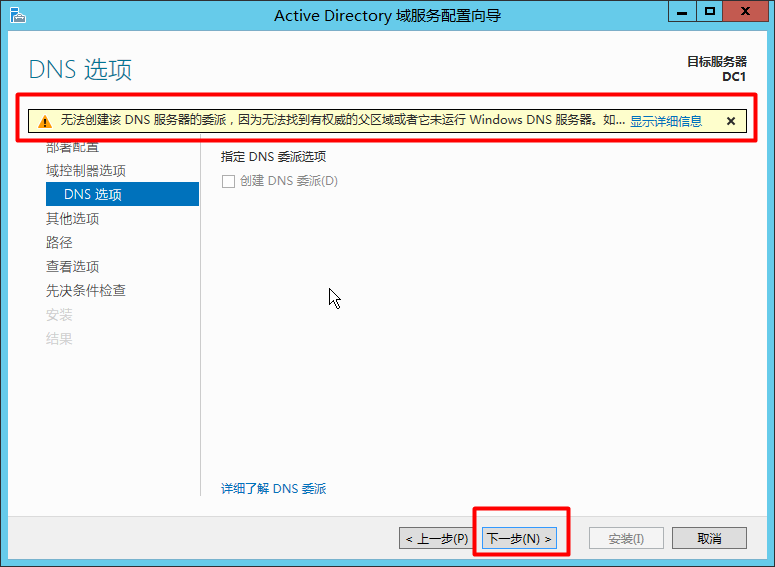 Active Directory 域服务配置向导
DNS 选项
目标服务器
DC1
无法创建该 DNS 服务器的委派，因为无法找到有权威的父区域或者它未运行 Windows DNS 服务器。如... 显示详细信息
部署配置
域控制器选项
DNS 选项
其他选项
路径
查看选项
先决条件检查
安装
结果
指定 DNS 委派选项
创建 DNS 委派(D)
详细了解 DNS 委派
< 上一步(P)
下一步(N) >
安装(I)
取消